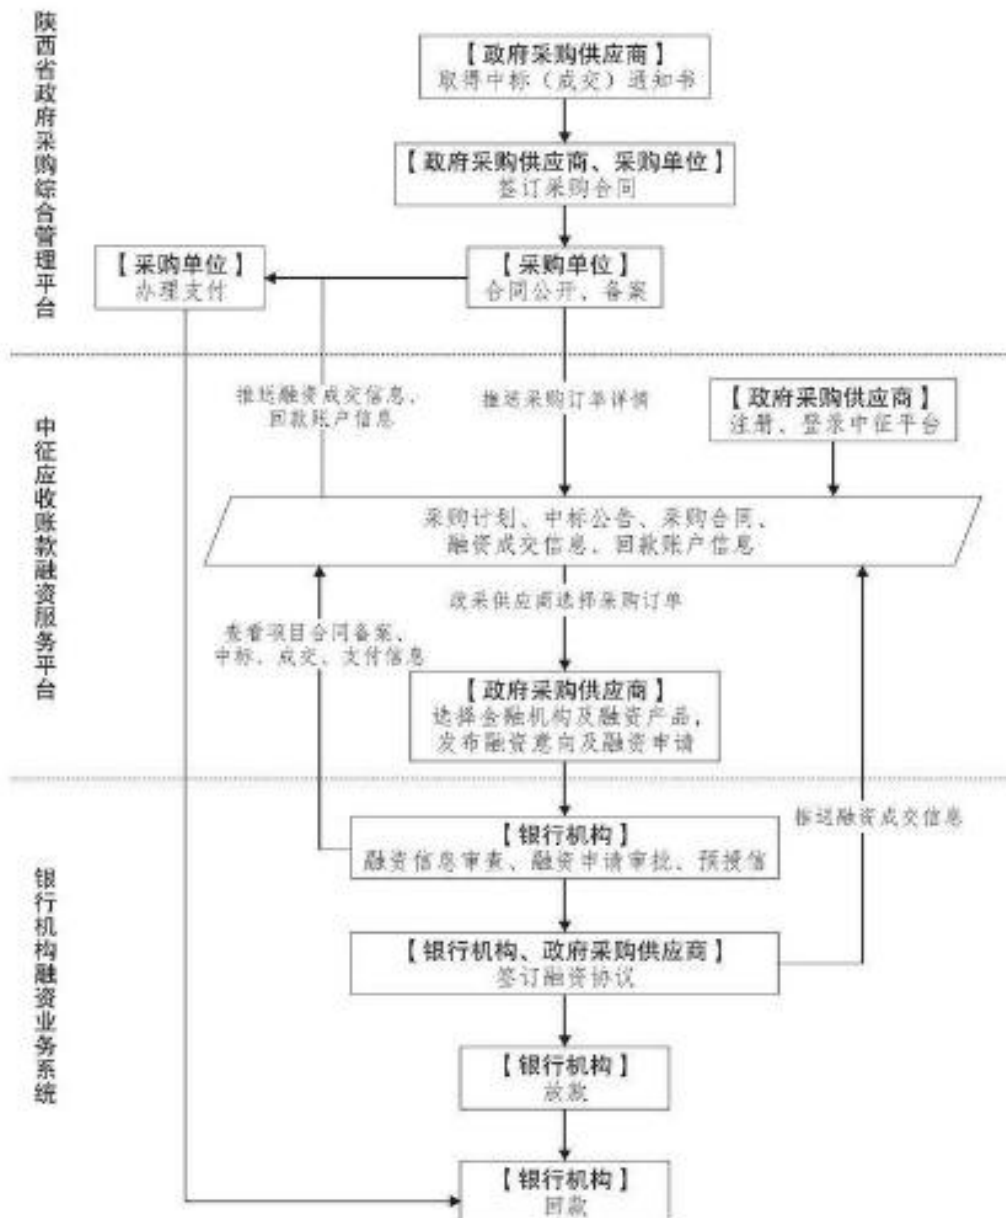 陕西省政府采购综合管理平台
【政府采购供应商】
取得中标（成交）通知书
【政府采购供应商、采购单位】
签订采购合同
【采购单位】
办理支付
【采购单位】
合同公开、备案
中征应收账款融资服务平台
推送融资成交信息、
回款账户信息
推送采购订单详情
【政府采购供应商】
注册、登录中征平台
采购计划、中标公告、采购合同、
融资成交信息、回款账户信息
政采供应商选择采购订单
查看项目合同备案、
中标、成交、支付信息
【政府采购供应商】
选择金融机构及融资产品，
发布融资意向及融资申请
银行机构融资业务系统
推送融资成交信息
【银行机构】
融资信息审查、融资申请审批、预授信
【银行机构、政府采购供应商】
签订融资协议
【银行机构】
放款
【银行机构】
回款